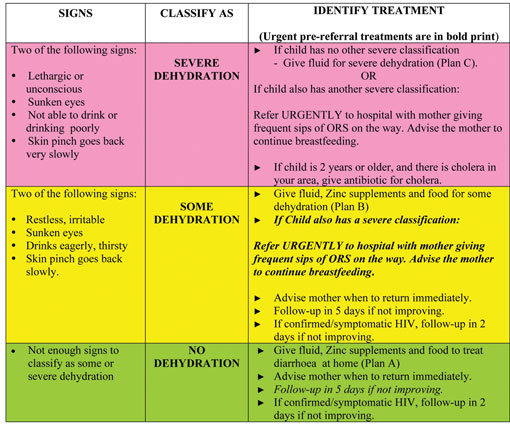 SIGNS
CLASSIFY AS
IDENTIFY TREATMENT
(Urgent pre-referral treatments are in bold print)
Two of the following signs:
• Lethargic or
unconscious
• Sunken eyes
• Not able to drink or
drinking poorly
• Skin pinch goes back
very slowly
SEVERE
DEHYDRATION
► If child has no other severe classification
- Give fluid for severe dehydration (Plan C).
OR
If child also has another severe classification:
Refer URGENTLY to hospital with mother giving
frequent sips of ORS on the way. Advise the mother to
continue breastfeeding.
► If child is 2 years or older, and there is cholera in
your area, give antibiotic for cholera.
Two of the following signs:
• Restless, irritable
• Sunken eyes
• Drinks eagerly, thirsty
• Skin pinch goes back
slowly.
SOME
DEHYDRATION
► Give fluid, Zinc supplements and food for some
dehydration (Plan B)
► If Child also has a severe classification:
Refer URGENTLY to hospital with mother giving
frequent sips of ORS on the way. Advise the mother
to continue breastfeeding.
► Advise mother when to return immediately.
► Follow-up in 5 days if not improving.
► If confirmed/symptomatic HIV, follow-up in 2
days if not improving.
• Not enough signs to
classify as some or
severe dehydration
NO
DEHYDRATION
► Give fluid, Zinc supplements and food to treat
diarrhoea at home (Plan A)
► Advise mother when to return immediately.
► Follow-up in 5 days if not improving.
► If confirmed/symptomatic HIV, follow-up in 2
days if not improving.